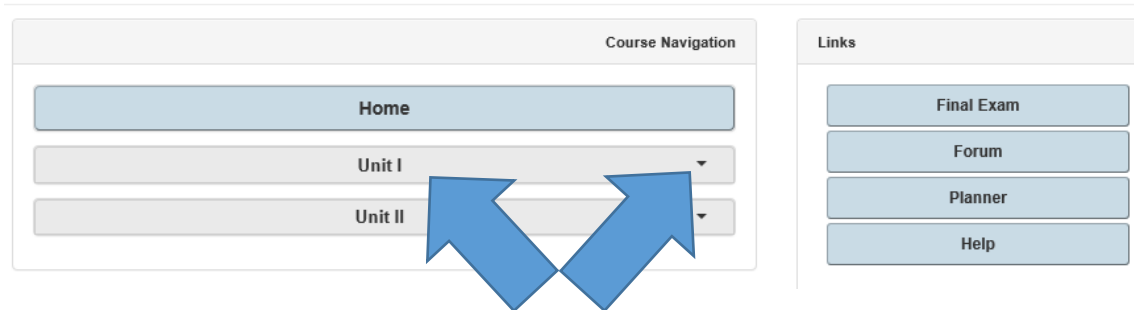 Course Navigation
Home
Unit I
Unit II
Links
Final Exam
Forum
Planner
Help